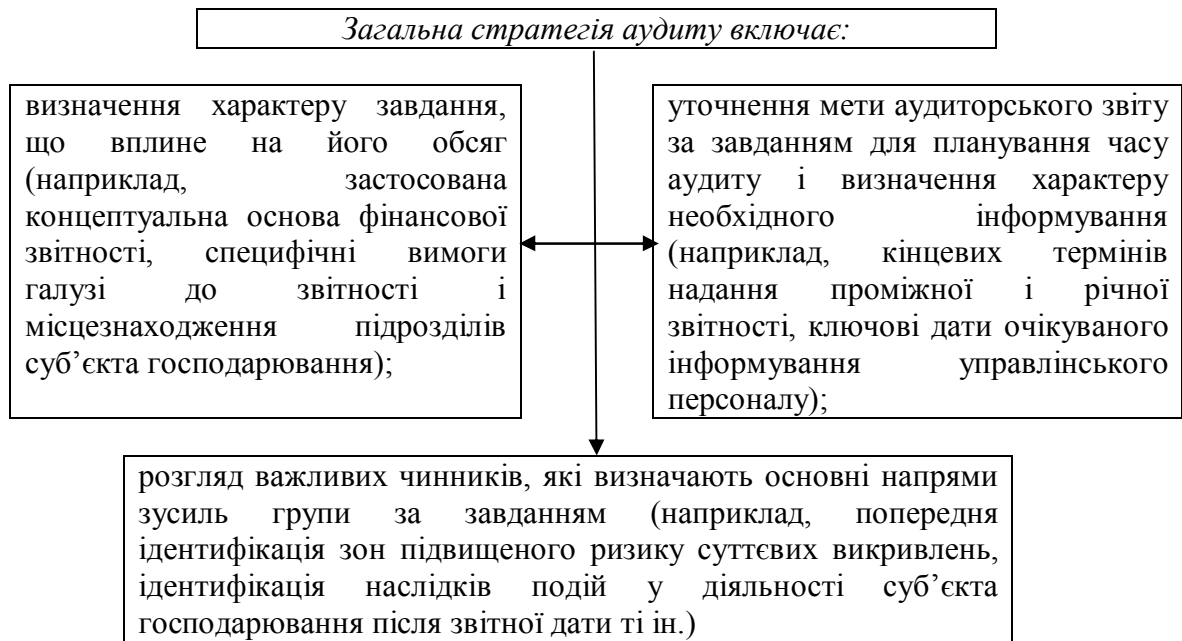 Загальна стратегія аудиту включає:
визначення характеру завдання,
що вплине на його обсяг
(наприклад, застосована
концептуальна основа фінансової
звітності, специфічні вимоги
галузі до звітності і
місцезнаходження підрозділів
суб’єкта господарювання);
уточнення мети аудиторського звіту
за завданням для планування часу
аудиту і визначення характеру
необхідного інформування
(наприклад, кінцевих термінів
надання проміжної і річної
звітності, ключові дати очікуваного
інформування управлінського
персоналу);
розгляд важливих чинників, які визначають основні напрями
зусиль групи за завданням (наприклад, попередня
ідентифікація зон підвищеного ризику суттєвих викривлень,
ідентифікація наслідків подій у діяльності суб’єкта
господарювання після звітної дати ті ін.)